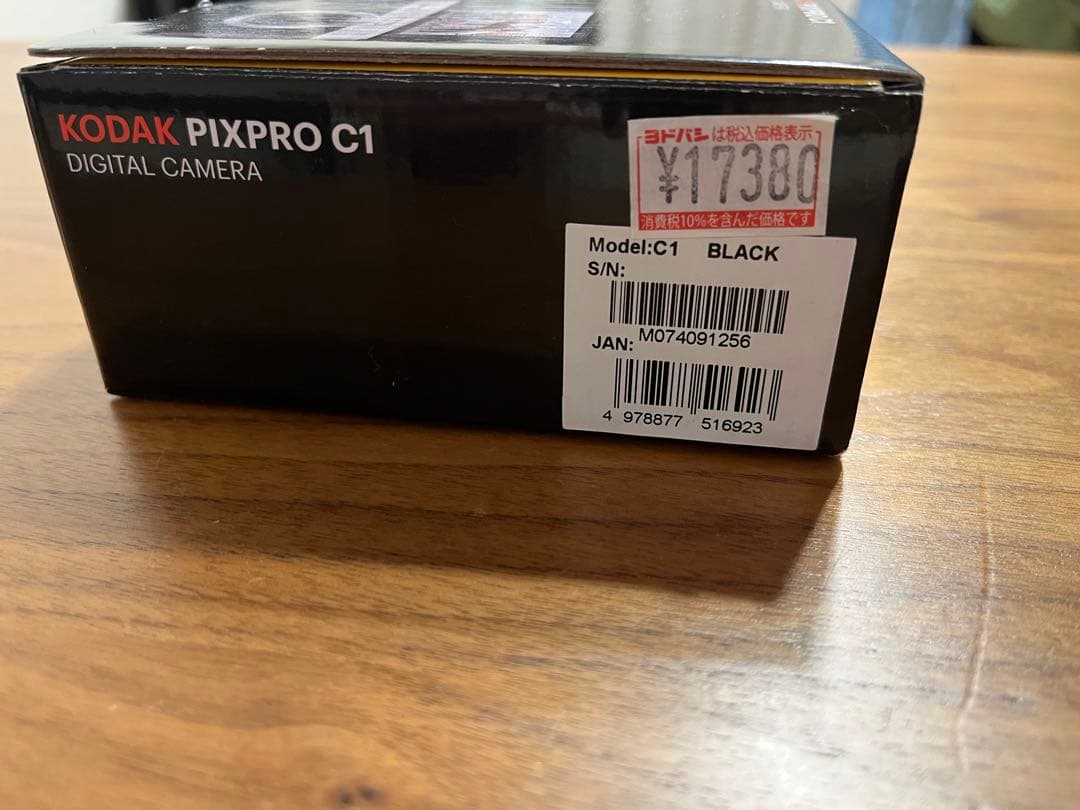 KODAK PIXPRO C1
DIGITAL CAMERA
ヨドバシは税込価格表示
¥17380
消費税10%を含んだ価格です
Model:C1 BLACK
S/N:
M074091256
JAN:
4 978877 516923